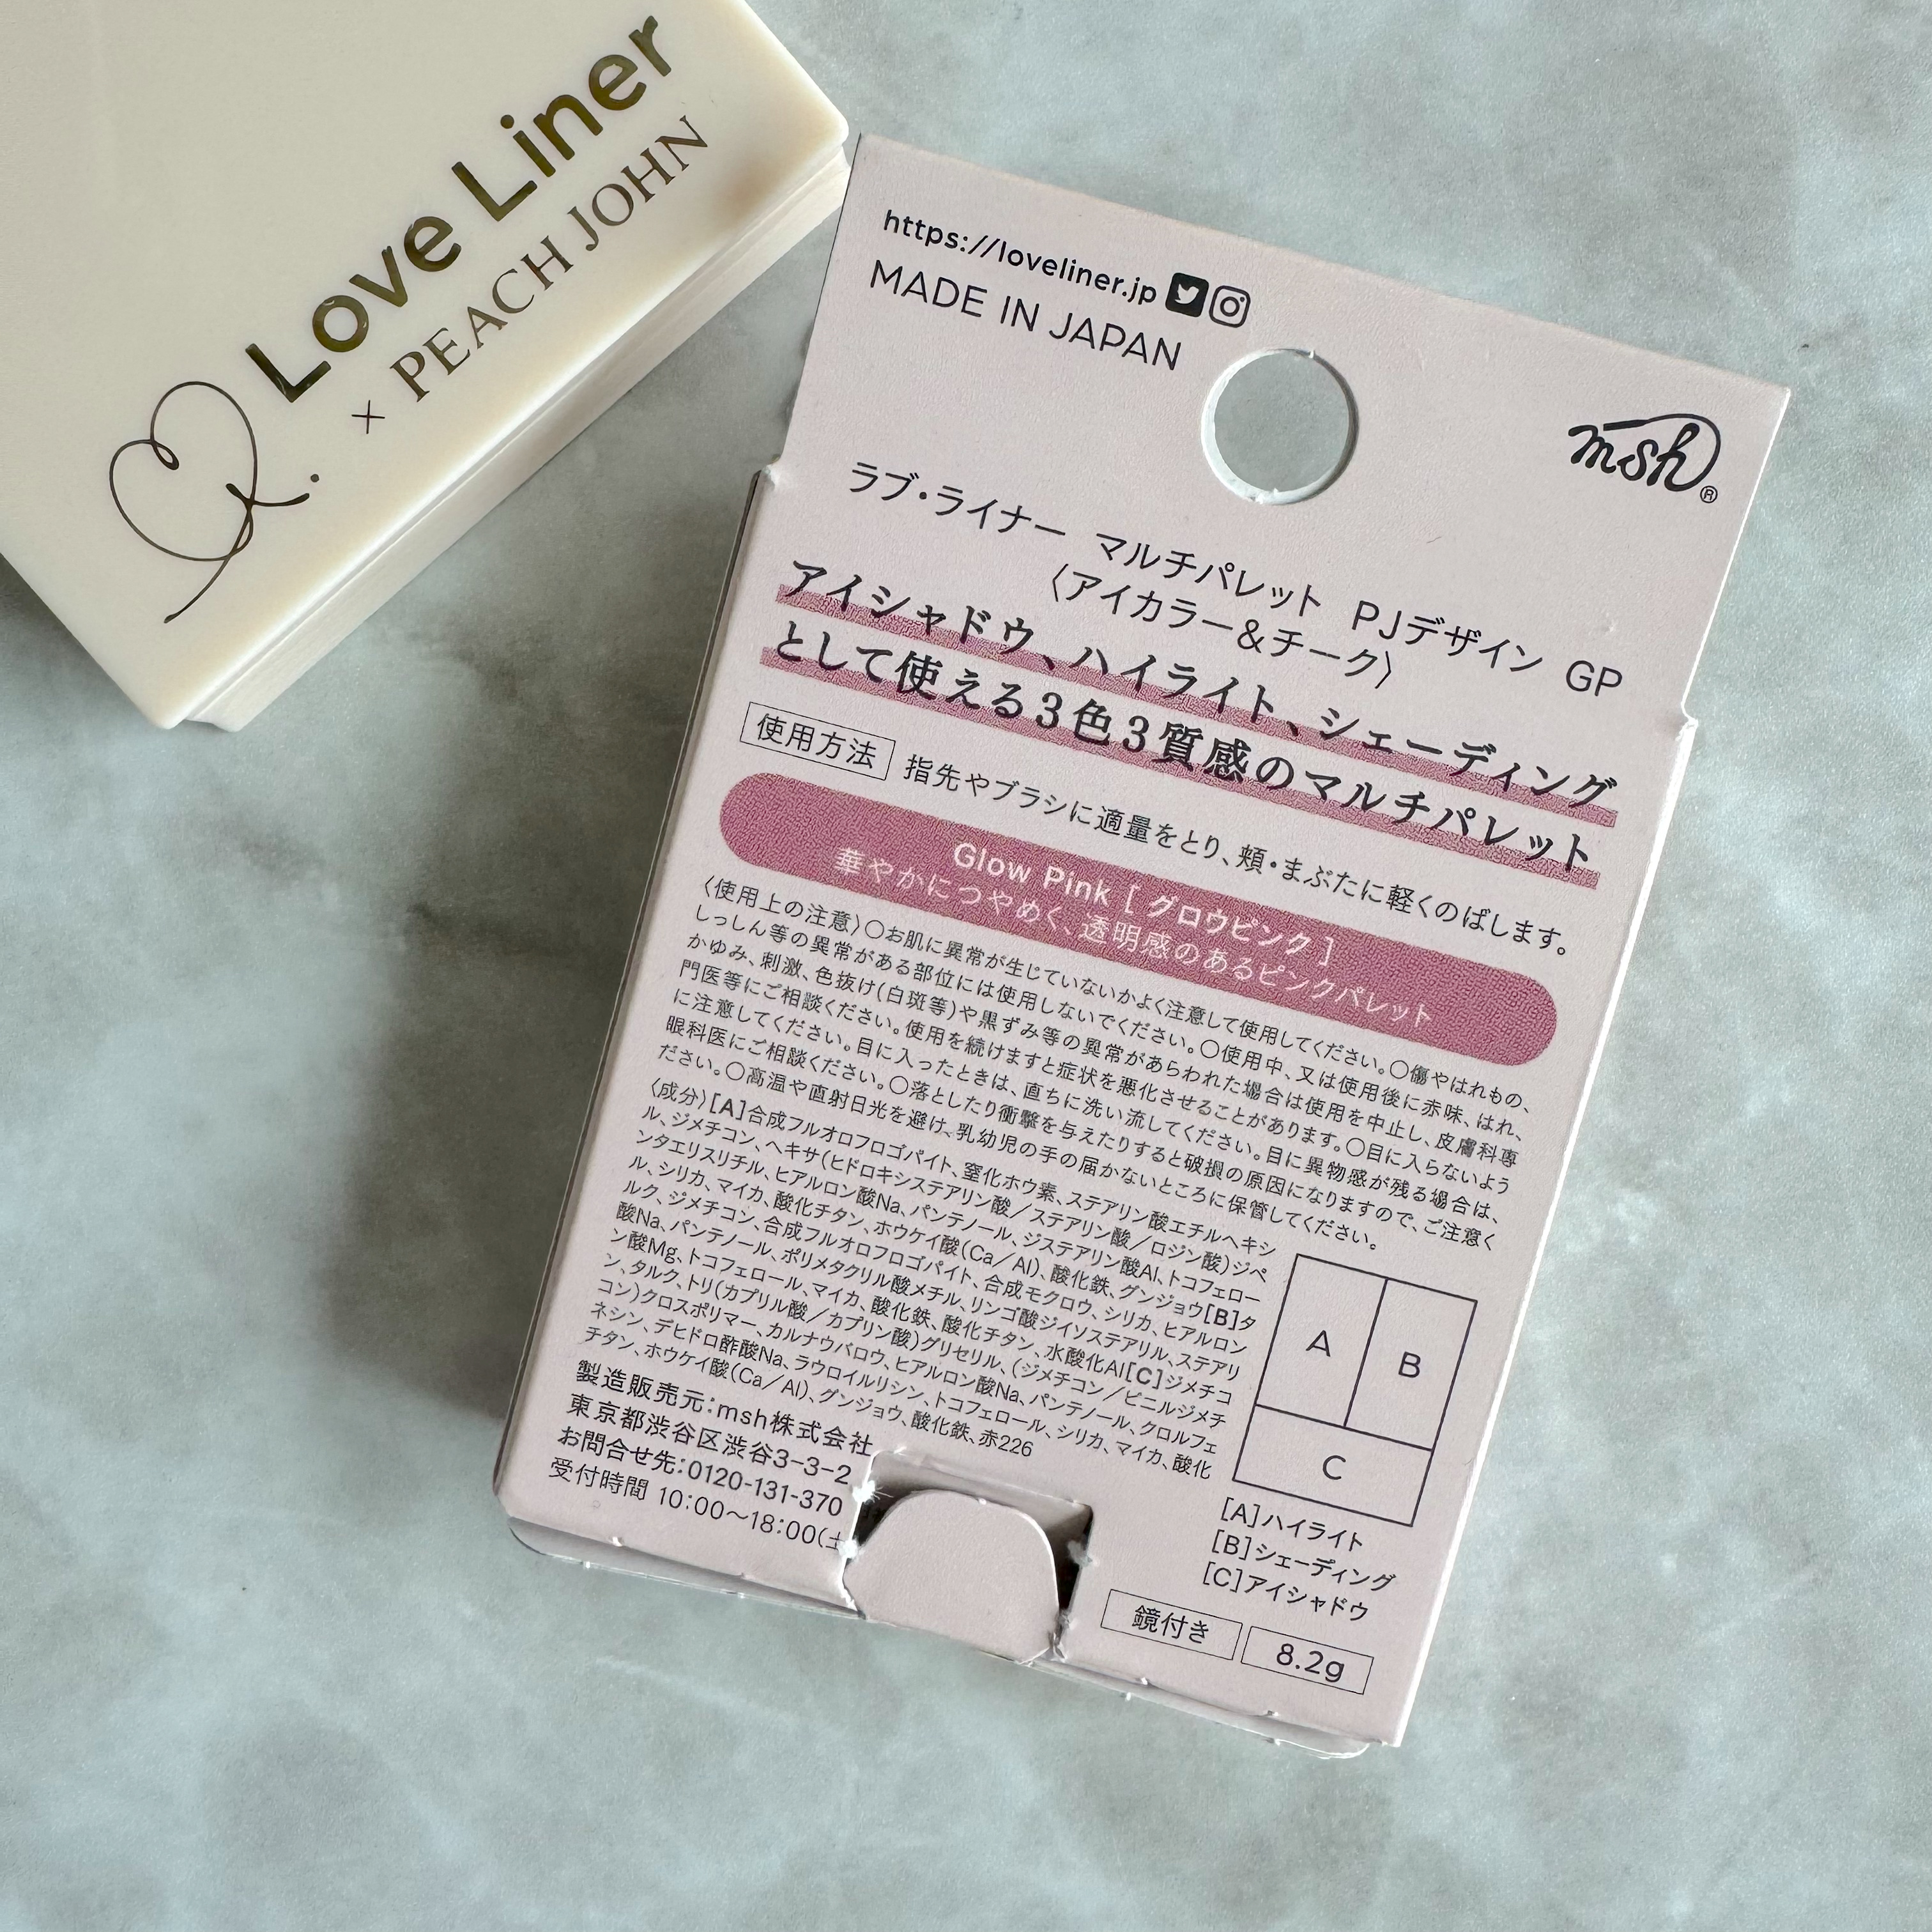 Love Liner
× PEACH JOHN
https://loveliner.jp
MADE IN JAPAN
msh®
ラブ・ライナー マルチパレット PJデザイン GP
〈アイカラー＆チーク〉
アイシャドウ、ハイライト、シェーディング
として使える3色3質感のマルチパレット
使用方法 指先やブラシに適量をとり、頬・まぶたに軽くのばします。
Glow Pink [ グロウピンク ]
華やかにつやめく、透明感のあるピンクパレット
〈使用上の注意〉○お肌に異常が生じていないかよく注意して使用してください。○傷やはれもの、
しっしん等の異常がある部位には使用しないでください。○使用中、又は使用後に赤味、はれ、
かゆみ、刺激、色抜け(白斑等)や黒ずみ等の異常があらわれた場合は使用を中止し、皮膚科専
門医等にご相談ください。使用を続けますと症状を悪化させることがあります。○目に入らないよう
に注意してください。目に入ったときは、直ちに洗い流してください。目に異物感が残る場合は、
眼科医にご相談ください。○落としたり衝撃を与えたりすると破損の原因になりますので、ご注意く
ださい。○高温や直射日光を避け、乳幼児の手の届かないところに保管してください。
〈成分〉[A]合成フルオロフロゴパイト、窒化ホウ素、ステアリン酸エチルヘキシ
ル、ジメチコン、ヘキサ(ヒドロキシステアリン酸／ステアリン酸／ロジン酸)ジペ
ンタエリスリチル、ヒアルロン酸Na、パンテノール、ジステアリン酸Al、トコフェロー
ル、シリカ、マイカ、酸化チタン、ホウケイ酸(Ca／Al)、酸化鉄、グンジョウ[B]タ
ルク、ジメチコン、合成フルオロフロゴパイト、合成モクロウ、シリカ、ヒアルロン
酸Na、パンテノール、ポリメタクリル酸メチル、リンゴ酸ジイソステアリル、ステアリ
ン酸Mg、トコフェロール、マイカ、酸化鉄、酸化チタン、水酸化Al[C]ジメチコ
ン、タルク、トリ(カプリル酸／カプリン酸)グリセリル、(ジメチコン／ビニルジメチ
コン)クロスポリマー、カルナウバロウ、ヒアルロン酸Na、パンテノール、クロルフェ
ネシン、デヒドロ酢酸Na、ラウロイルリシン、トコフェロール、シリカ、マイカ、酸化
チタン、ホウケイ酸(Ca／Al)、グンジョウ、酸化鉄、赤226
A
B
C
[A]ハイライト
[B]シェーディング
[C]アイシャドウ
製造販売元：msh株式会社
東京都渋谷区渋谷3-3-2
お問合せ先：0120-131-370
受付時間 10:00～18:00(土
鏡付き 8.2g